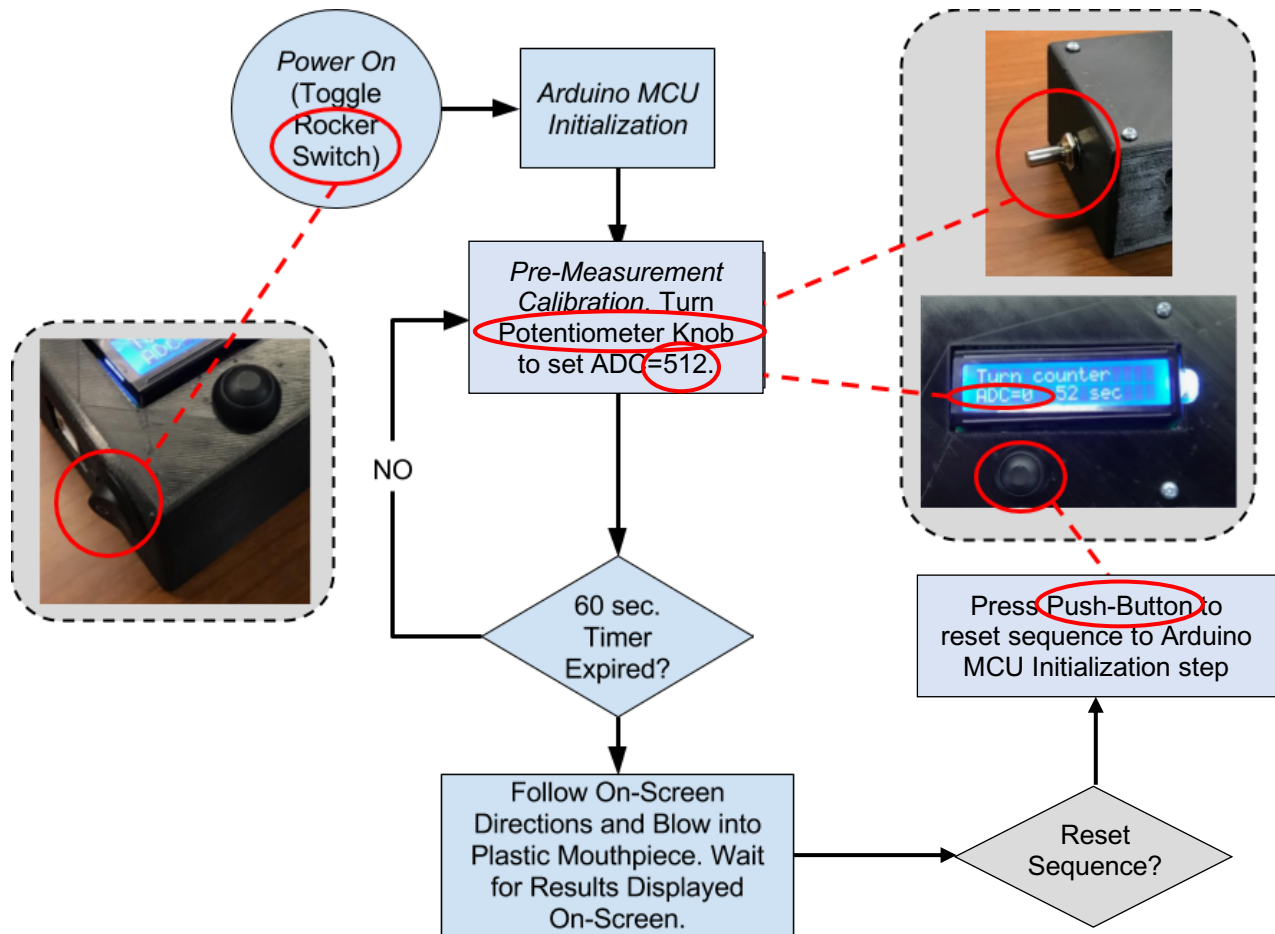 Power On
(Toggle
Rocker
Switch)
Arduino MCU
Initialization
Pre-Measurement
Calibration. Turn
Potentiometer Knob
to set ADC=512.
Turn counter
ADC=0 52 sec
NO
60 sec.
Timer
Expired?
Press Push-Button to
reset sequence to Arduino
MCU Initialization step
Follow On-Screen
Directions and Blow into
Plastic Mouthpiece. Wait
for Results Displayed
On-Screen.
Reset
Sequence?